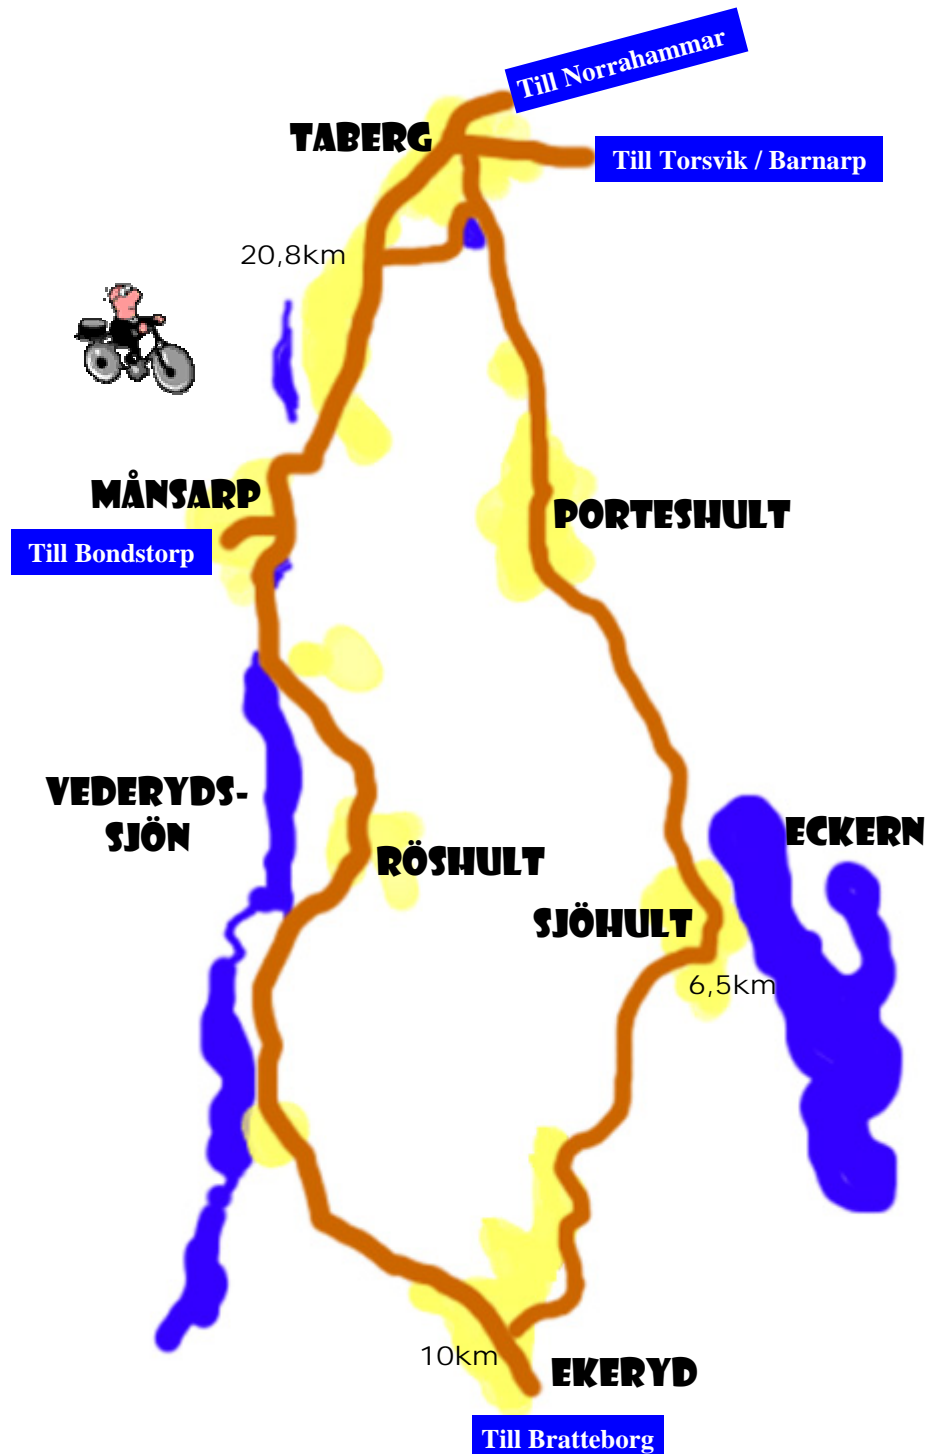 Till Norrahammar
TABERG
Till Torsvik / Barnarp
20,8km
MÅNSARP
PORTESHULT
Till Bondstorp
VEDERYDS-
SJÖN
ECKERN
RÖSHULT
SJÖHULT
6,5km
10km
EKERYD
Till Bratteborg